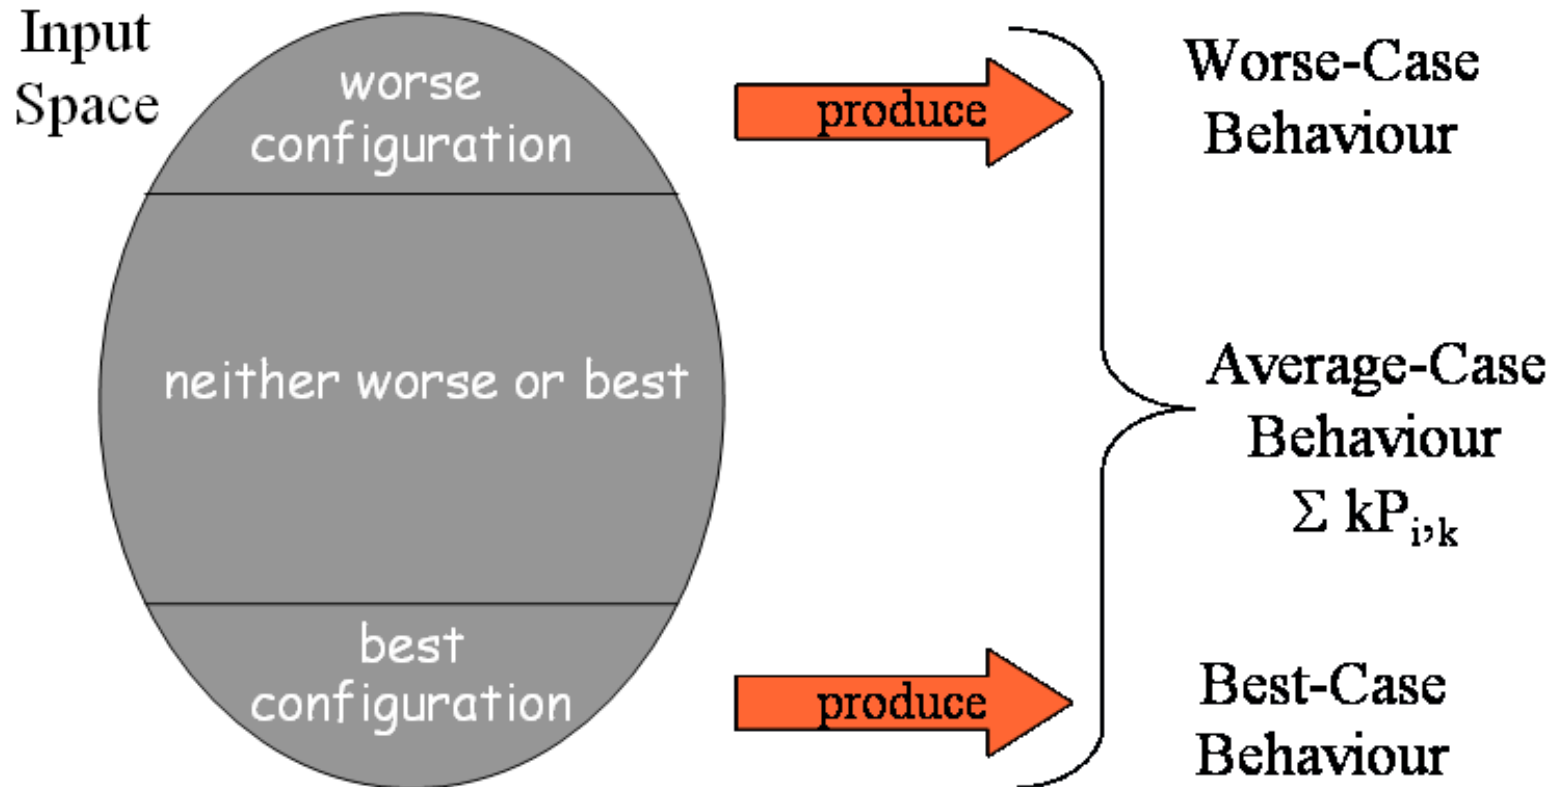 Input
Space
worse
configuration
produce
Worse-Case
Behaviour
neither worse or best
Average-Case
Behaviour
Σ kPi,k
best
configuration
produce
Best-Case
Behaviour